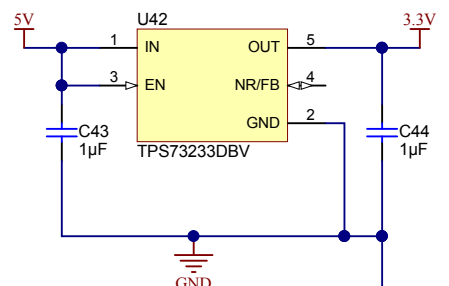 5V
U42
3.3V
1
IN
OUT
5
3
EN
NR/FB
4
GND
2
C43
1µF
TPS73233DBV
C44
1µF
GND